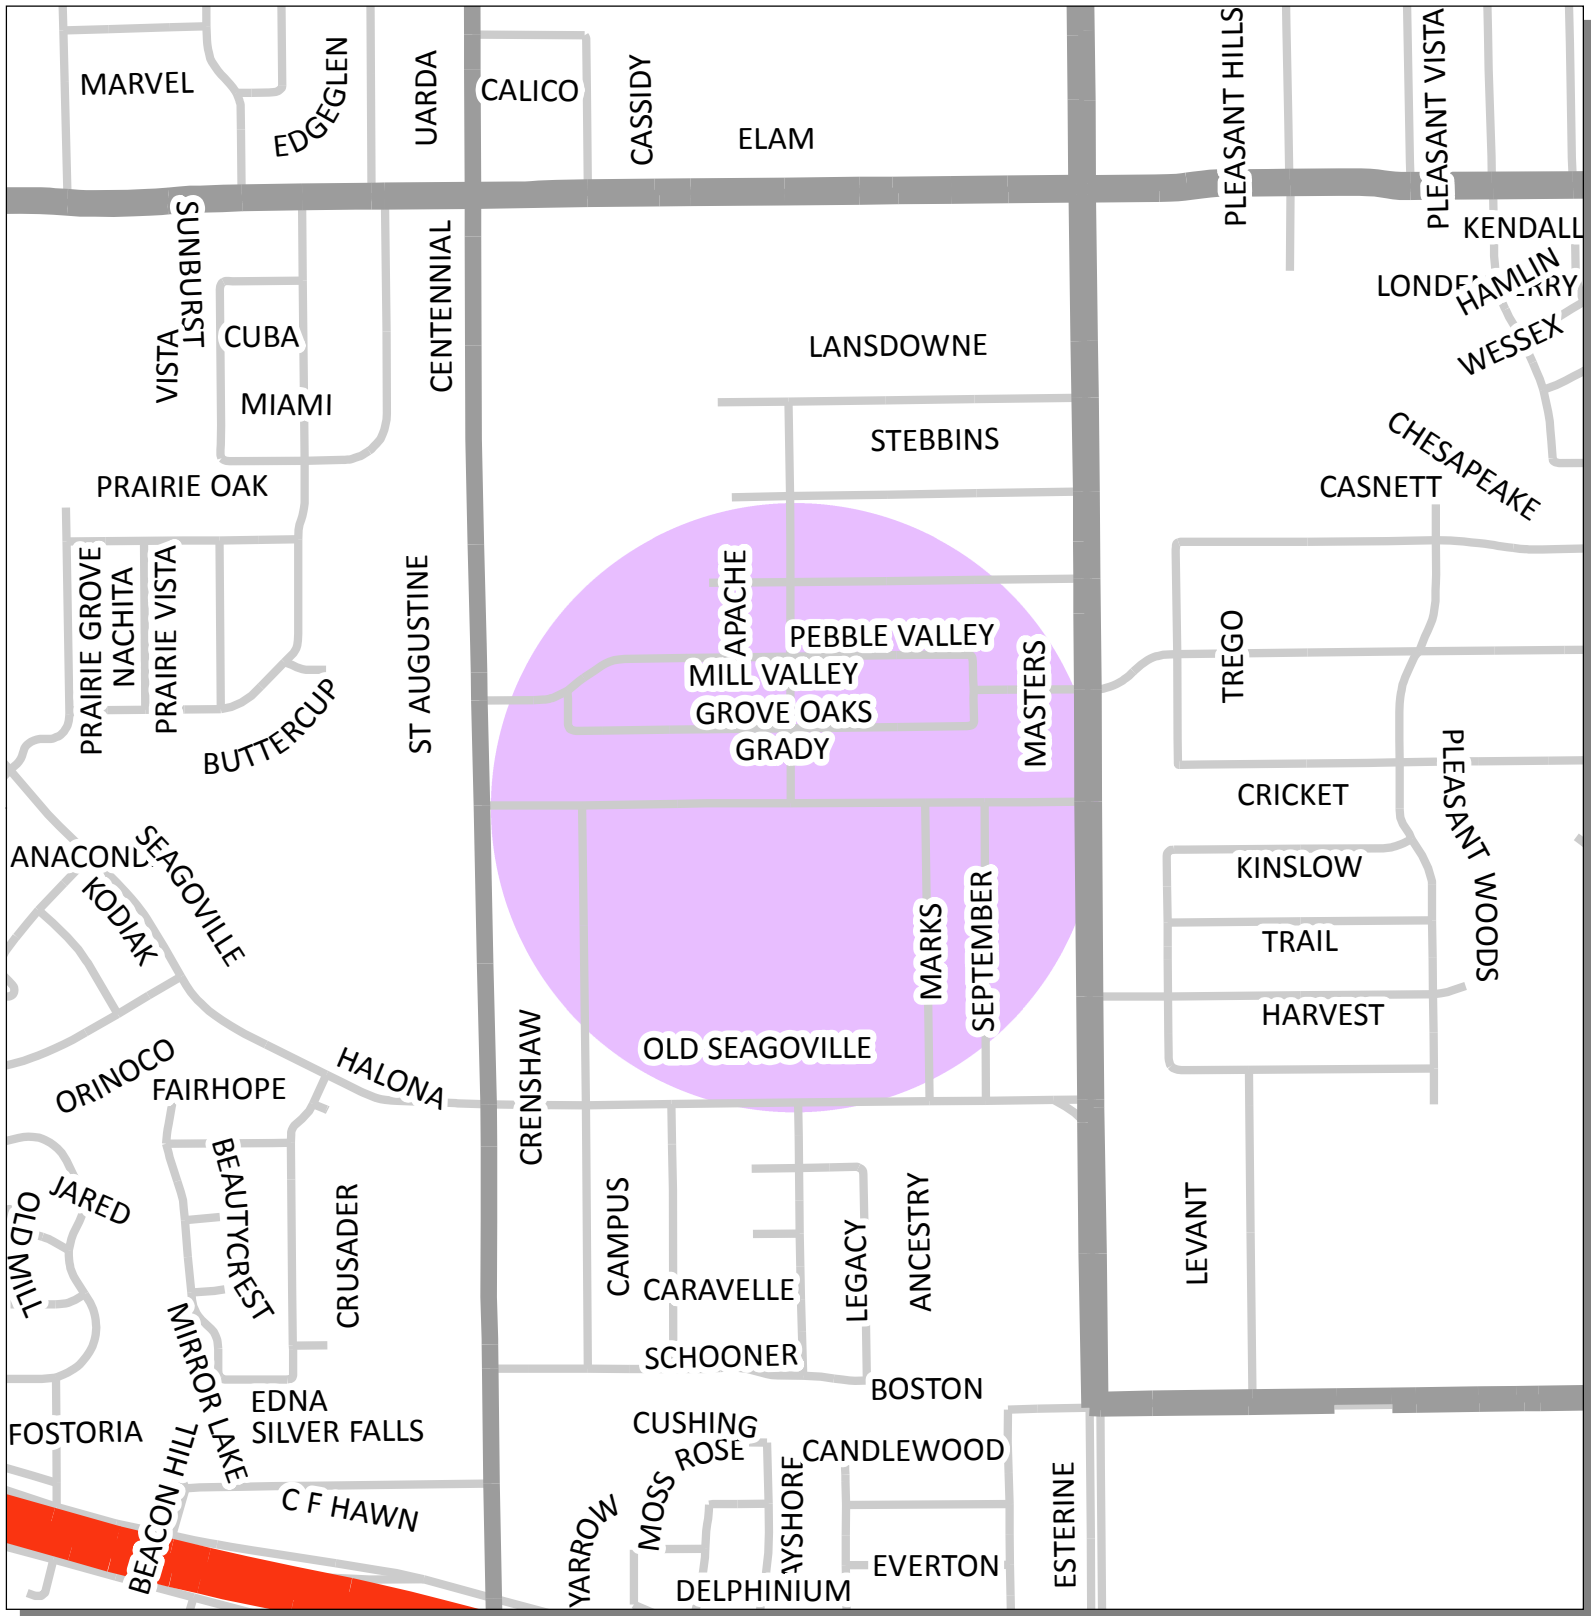 MARVEL
EDGEGLEN
UARDA
CALICO
CASSIDY
ELAM
PLEASANT HILLS
PLEASANT VISTA
SUNBURST
CENTENNIAL
KENDALL
HAMLIN
WESSEX
VISTA
CUBA
MIAMI
LANSDOWNE
STEBBINS
CHESAPEAKE
CASNETT
PRAIRIE OAK
PRAIRIE GROVE
NACHITA
PRAIRIE VISTA
BUTTERCUP
ST AUGUSTINE
APACHE
PEBBLE VALLEY
MILL VALLEY
GROVE OAKS
GRADY
MASTERS
TREGO
CRICKET
PLEASANT WOODS
KINSLOW
TRAIL
HARVEST
SEAGOVILLE
KODIAK
MARKS
SEPTEMBER
OLD SEAGOVILLE
CRENSHAW
ORINOCO
FAIRHOPE
HALONA
BEAUTYCREST
JARED
OLD MILL
CRUSADER
CAMPUS
CARAVELLE
LEGACY
ANCESTRY
LEVANT
MIRROR LAKE
SCHOONER
BOSTON
EDNA
SILVER FALLS
FOSTORIA
BEACON HILL
C F HAWN
CUSHING
MOSS ROSE
CANDLEWOOD
YARROW
AYSHORE
EVERTON
ESTERINE
DELPHINIUM